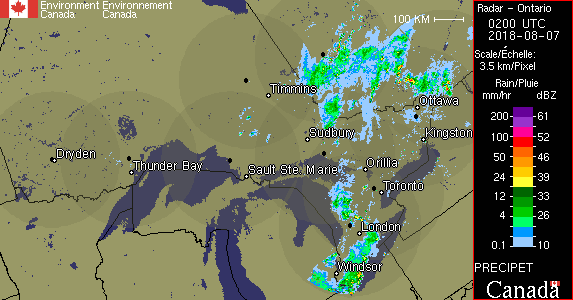 Environment Environnement
Canada Canada
100 KM
Timmins
Ottawa
Sudbury
Kingston
Dryden
Thunder Bay
Sault Ste. Marie
Orillia
Toronto
London
Windsor
Radar - Ontario
0200 UTC
2018-08-07
Scale/Échelle:
3.5 km/Pixel
Rain/Pluie
mm/hr dBZ
200 61
100 52
50 46
24 39
12 33
4 26
0.1 10
PRECIPET
Canada